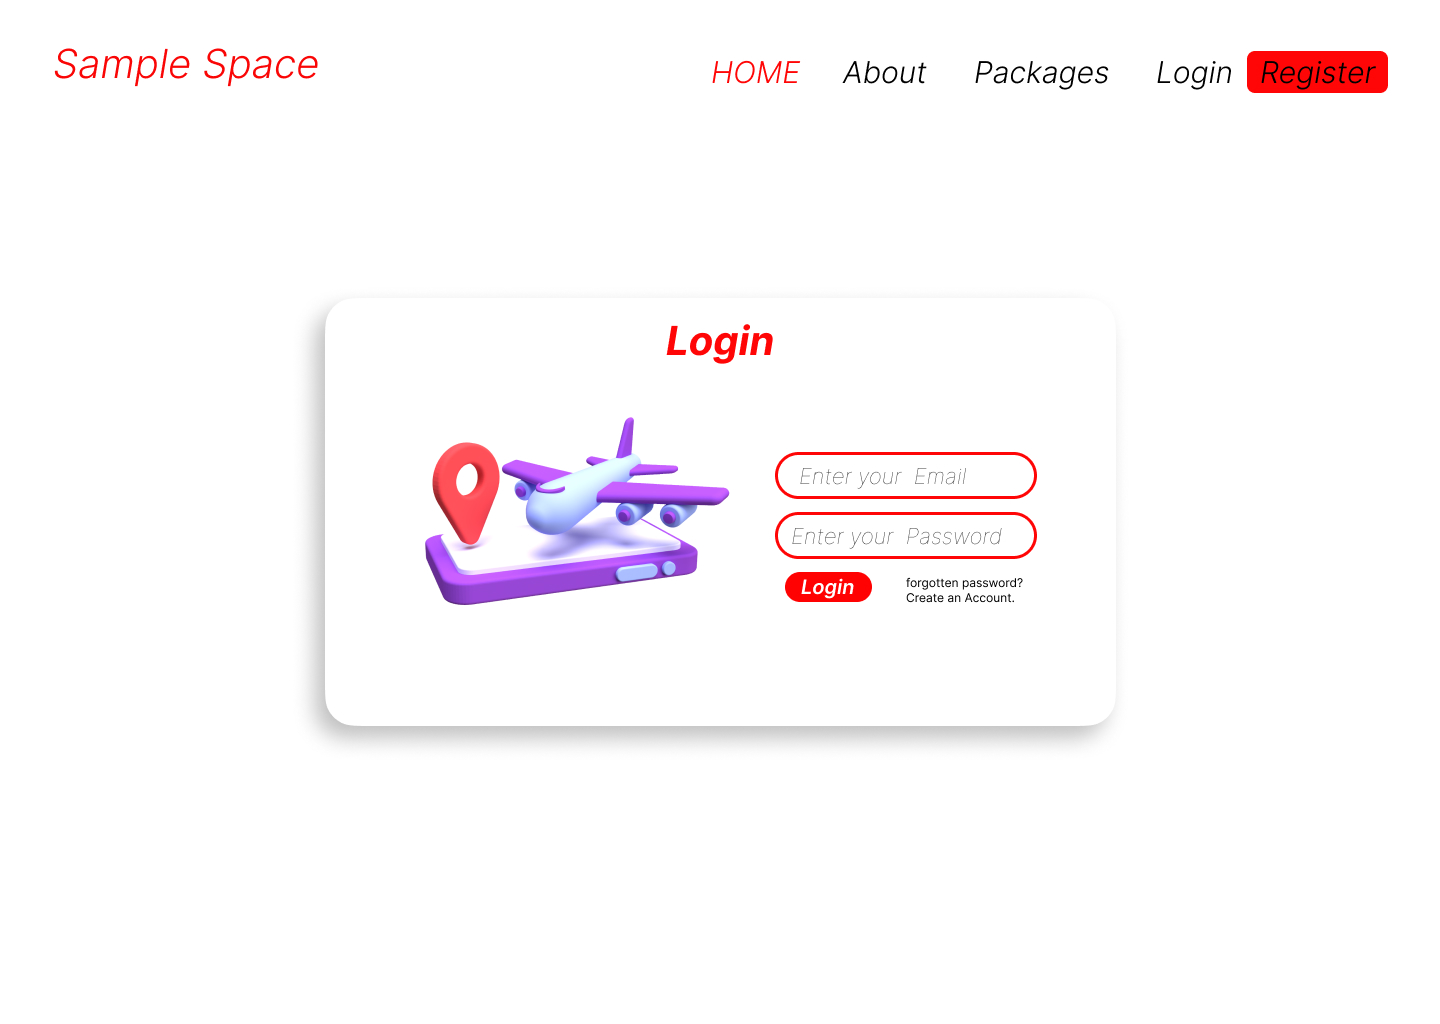 Sample Space
HOME About Packages Login Register
Login
Enter your Email
Enter your Password
Login
forgotten password?
Create an Account.